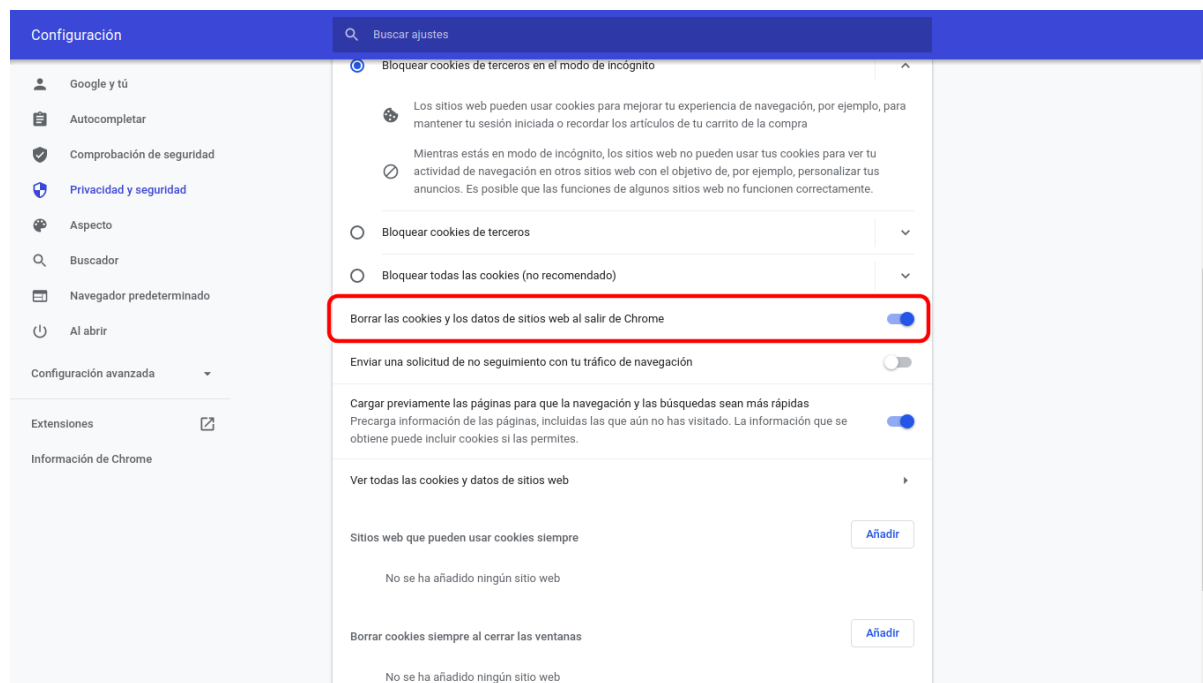 Configuración
Buscar ajustes
Google y tú
Autocompletar
Comprobación de seguridad
Privacidad y seguridad
Aspecto
Buscador
Navegador predeterminado
Al abrir
Configuración avanzada
Extensiones
Información de Chrome
Bloquear cookies de terceros en el modo de incógnito
Los sitios web pueden usar cookies para mejorar tu experiencia de navegación, por ejemplo, para
mantener tu sesión iniciada o recordar los artículos de tu carrito de la compra
Mientras estás en modo de incógnito, los sitios web no pueden usar tus cookies para ver tu
actividad de navegación en otros sitios web con el objetivo de, por ejemplo, personalizar tus
anuncios. Es posible que las funciones de algunos sitios web no funcionen correctamente.
Bloquear cookies de terceros
Bloquear todas las cookies (no recomendado)
Borrar las cookies y los datos de sitios web al salir de Chrome
Enviar una solicitud de no seguimiento con tu tráfico de navegación
Cargar previamente las páginas para que la navegación y las búsquedas sean más rápidas
Precarga información de las páginas, incluidas las que aún no has visitado. La información que se
obtiene puede incluir cookies si las permites.
Ver todas las cookies y datos de sitios web
Sitios web que pueden usar cookies siempre
Añadir
No se ha añadido ningún sitio web
Borrar cookies siempre al cerrar las ventanas
Añadir
No se ha añadido ningún sitio web